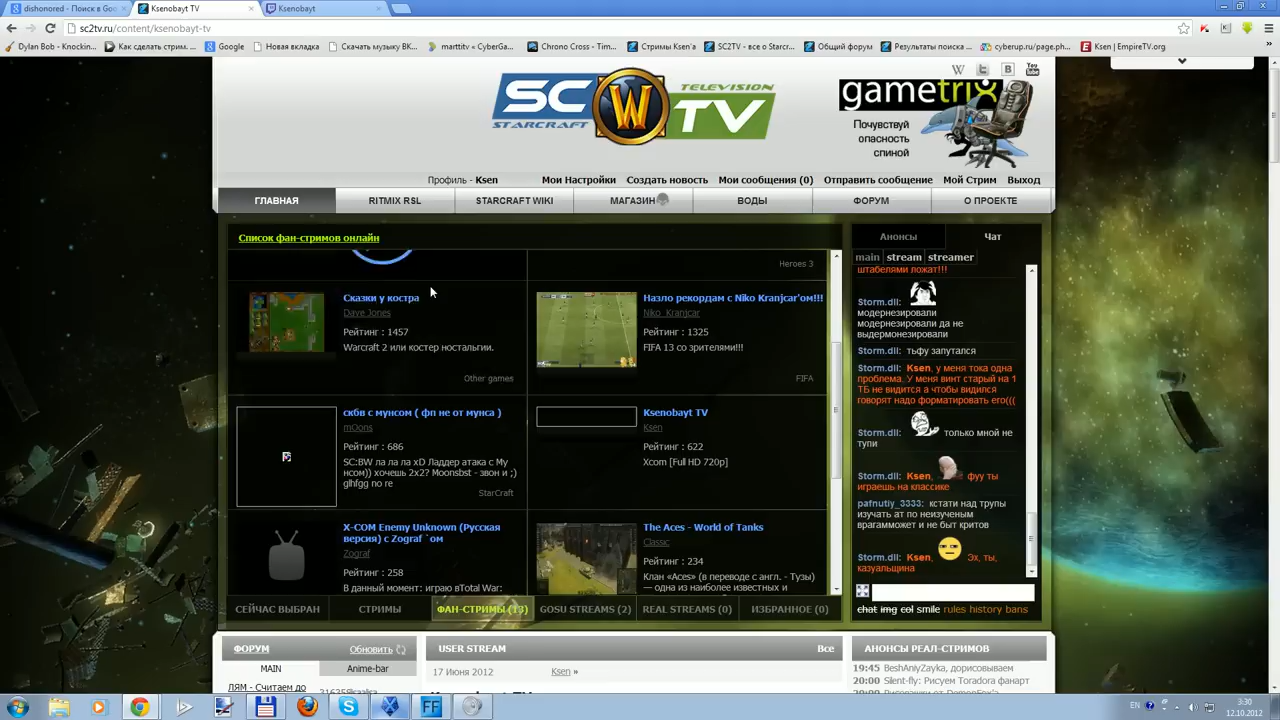 dishonored - Поиск в Goo
Ksenobayt TV
Ksenobayt
sc2tv.ru/content/ksenobayt-tv
Dylan Bob - Knockin...
Как сделать стрим. ...
Google
Новая вкладка
Скачать музыку ВК...
marttitv « CyberGa...
Chrono Cross - Tim...
Стримы Ksen'а
SC2TV - все о Starcr...
Общий форум
Результаты поиска ...
cyberup.ru/page.ph...
Ksen | EmpireTV.org
SC W TV
STARCRAFT
TELEVISION
gametrix
Почувствуй
опасность
спиной
Профиль - Ksen
Мои Настройки
Создать новость
Мои сообщения (0)
Отправить сообщение
Мой Стрим
Выход
ГЛАВНАЯ
RITMIX RSL
STARCRAFT WIKI
МАГАЗИН
ВОДЫ
ФОРУМ
О ПРОЕКТЕ
Список фан-стримов онлайн
Heroes 3
Сказки у костра
Dave Jones
Рейтинг : 1457
Warcraft 2 или костер ностальгии.
Other games
Назло рекордам с Niko Kranjcar'ом!!!
Niko_Kranjcar
Рейтинг : 1325
FIFA 13 со зрителями!!!
FIFA
скбв с мунсом ( фп не от мунса )
mOons
Рейтинг : 686
SC:BW ла ла ла xD Ладдер атака с Му
нсом)) хочешь 2x2? Moonsbst - звон и ;)
glhfgg no re
StarCraft
Ksenobayt TV
Ksen
Рейтинг : 622
Xcom [Full HD 720p]
X-COM Enemy Unknown (Русская
версия) с Zograf `ом
Zograf
Рейтинг : 258
В данный момент: играю вTotal War:
The Aces - World of Tanks
Classic
Рейтинг : 234
Клан «Aces» (в переводе с англ. - Тузы)
— одна из наиболее известных и
СЕЙЧАС ВЫБРАН
СТРИМЫ
ФАН-СТРИМЫ (13)
GOSU STREAMS (2)
REAL STREAMS (0)
ИЗБРАННОЕ (0)
Анонсы
Чат
main stream streamer
штабелями ложат!!!
Storm.dll:
модернезировали
модернезировали да не
выдермонезировали
Storm.dll: тьфу запутался
Storm.dll: Ksen, у меня тока одна
проблема. У меня винт старый на 1
ТБ не видится а чтобы видился
говорят надо форматировать его(((
Storm.dll: только мной не
тупи
Storm.dll: Ksen, фуу ты
играешь на классике
pafnutiy_3333: кстати над трупы
изучать ат по неизученым
врагамможет и не быт критов
Storm.dll: Ksen, Эх, ты,
казуальщина
chat img col smile rules history bans
ФОРУМ
Обновить
MAIN
Anime-bar
ЛЯМ - Считаем до
USER STREAM
Все
17 Июня 2012
Ksen »
АНОНСЫ РЕАЛ-СТРИМОВ
19:45 BeshAniyZayka, дорисовываем
20:00 Silent-fly: Рисуем Toradora фанарт
EN
3:30
12.10.2012